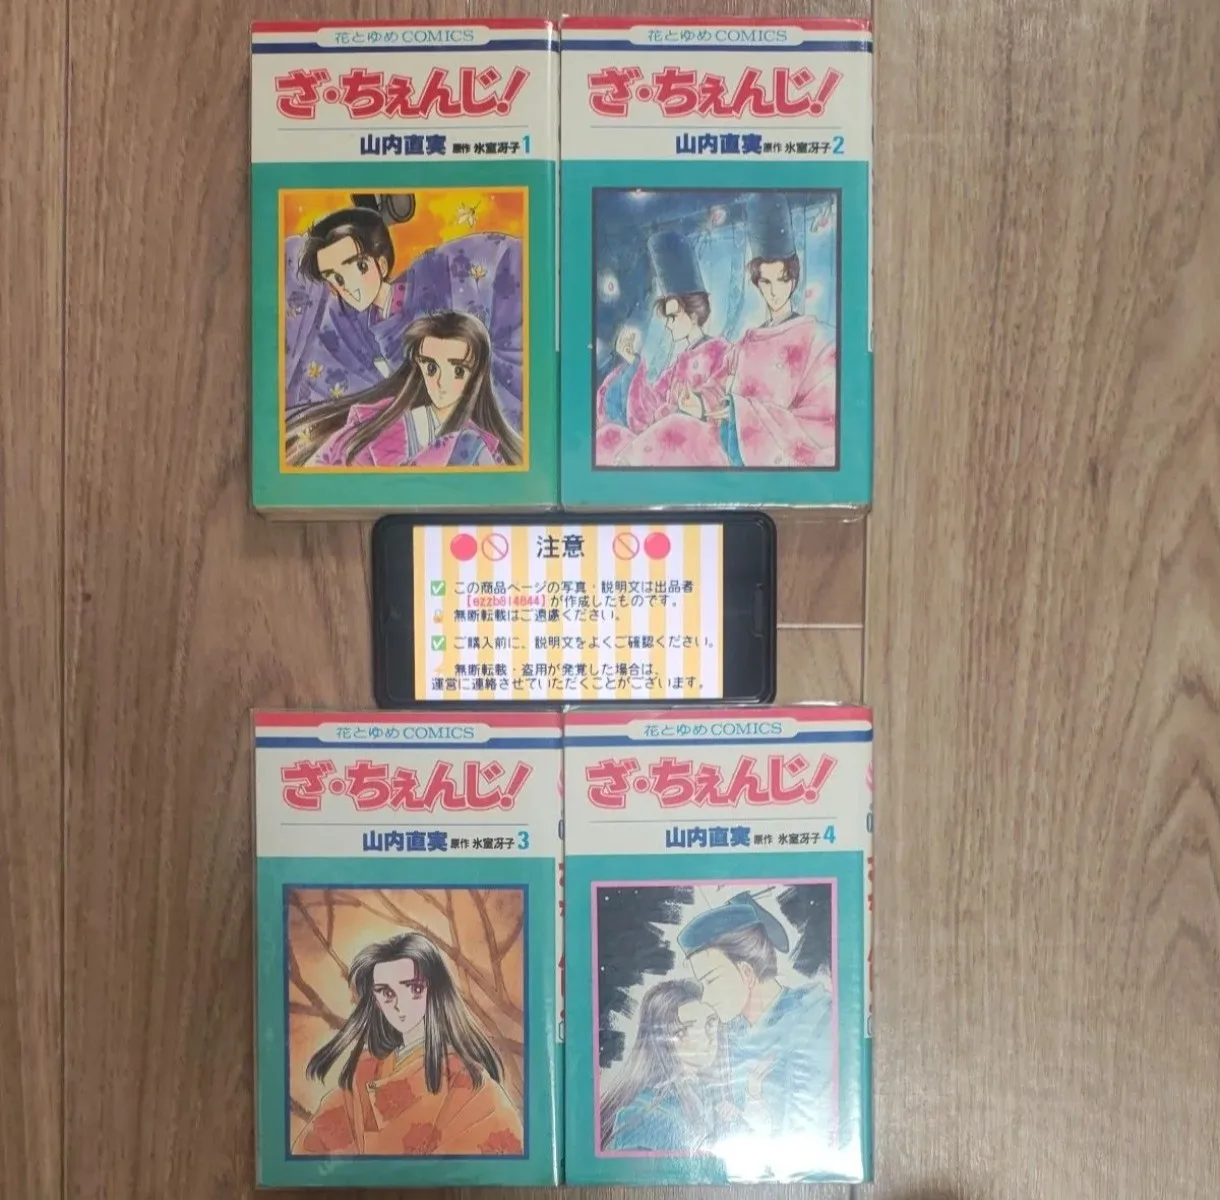 花とゆめCOMICS
ざ・ちぇんじ!
山内直実 原作 氷室冴子 1
花とゆめCOMICS
ざ・ちぇんじ!
山内直実 原作 氷室冴子 2
注意
この商品ページの写真・説明文は出品者
【ezzb814844】が作成したものです。
無断転載はご遠慮ください。
ご購入前に、説明文をよくご確認ください。
無断転載・盗用が発覚した場合は、
運営に連絡させていただくことがございます。
花とゆめCOMICS
ざ・ちぇんじ!
山内直実 原作 氷室冴子 3
花とゆめCOMICS
ざ・ちぇんじ!
山内直実 原作 氷室冴子 4